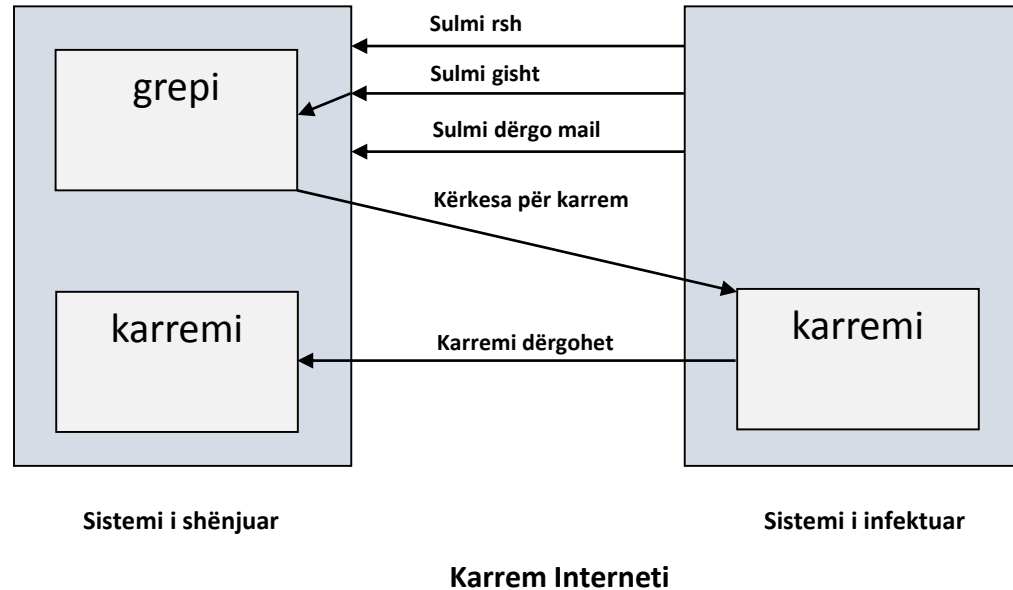 Sulmi rsh
grepi
Sulmi gisht
Sulmi dërgo mail
Kërkesa për karrem
karremi
karremi
Karremi dërgohet
Sistemi i shënjuar
Sistemi i infektuar
Karrem Interneti